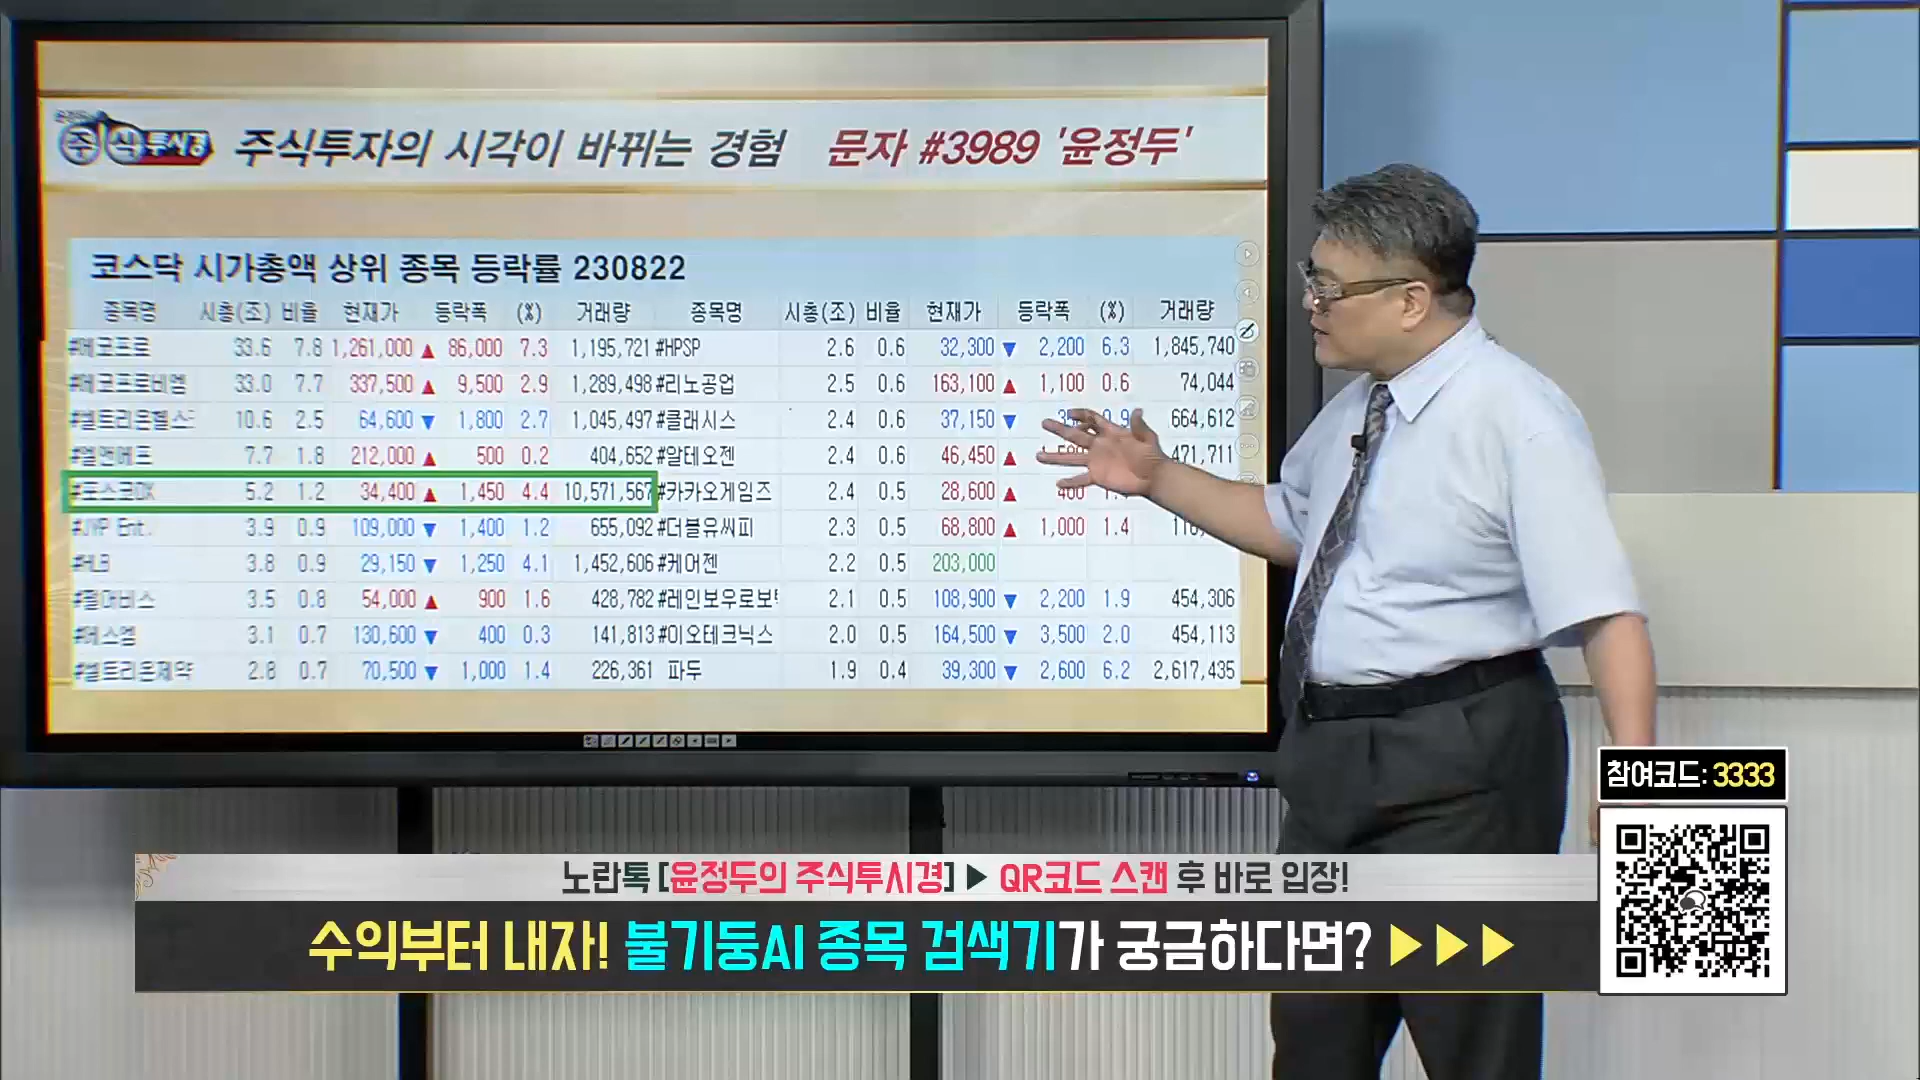 주식투시경 주식투자의 시각이 바뀌는 경험 문자 #3989 '윤정두'
코스닥 시가총액 상위 종목 등락률 230822
종목명 시총(조) 비율 현재가 등락폭 (%) 거래량 종목명 시총(조) 비율 현재가 등락폭 (%) 거래량
#에코프로 33.6 7.8 1,261,000 ▲ 86,000 7.3 1,195,721 #HPSP 2.6 0.6 32,300 ▼ 2,200 6.3 1,845,740
#에코프로비엠 33.0 7.7 337,500 ▲ 9,500 2.9 1,289,498 #리노공업 2.5 0.6 163,100 ▲ 1,100 0.6 74,044
#셀트리온헬스 10.6 2.5 64,600 ▼ 1,800 2.7 1,045,497 #클래시스 2.4 0.6 37,150 ▼ 0.9 664,612
#엘앤에프 7.7 1.8 212,000 ▲ 500 0.2 404,652 #알테오젠 2.4 0.6 46,450 ▲ 471,711
#포스코DX 5.2 1.2 34,400 ▲ 1,450 4.4 10,571,567 #카카오게임즈 2.4 0.5 28,600 ▲ 400
#JYP Ent. 3.9 0.9 109,000 ▼ 1,400 1.2 655,092 #더블유씨피 2.3 0.5 68,800 ▲ 1,000 1.4
#HLB 3.8 0.9 29,150 ▼ 1,250 4.1 1,452,606 #케어젠 2.2 0.5 203,000
#펄어비스 3.5 0.8 54,000 ▲ 900 1.6 428,782 #레인보우로보 2.1 0.5 108,900 ▼ 2,200 1.9 454,306
#에스엠 3.1 0.7 130,600 ▼ 400 0.3 141,813 #이오테크닉스 2.0 0.5 164,500 ▼ 3,500 2.0 454,113
#셀트리온제약 2.8 0.7 70,500 ▼ 1,000 1.4 226,361 파두 1.9 0.4 39,300 ▼ 2,600 6.2 2,617,435
참여코드: 3333
노란톡 [윤정두의 주식투시경] ▶ QR코드 스캔 후 바로 입장!
수익부터 내자! 불기둥AI 종목 검색기가 궁금하다면? ▶ ▶ ▶